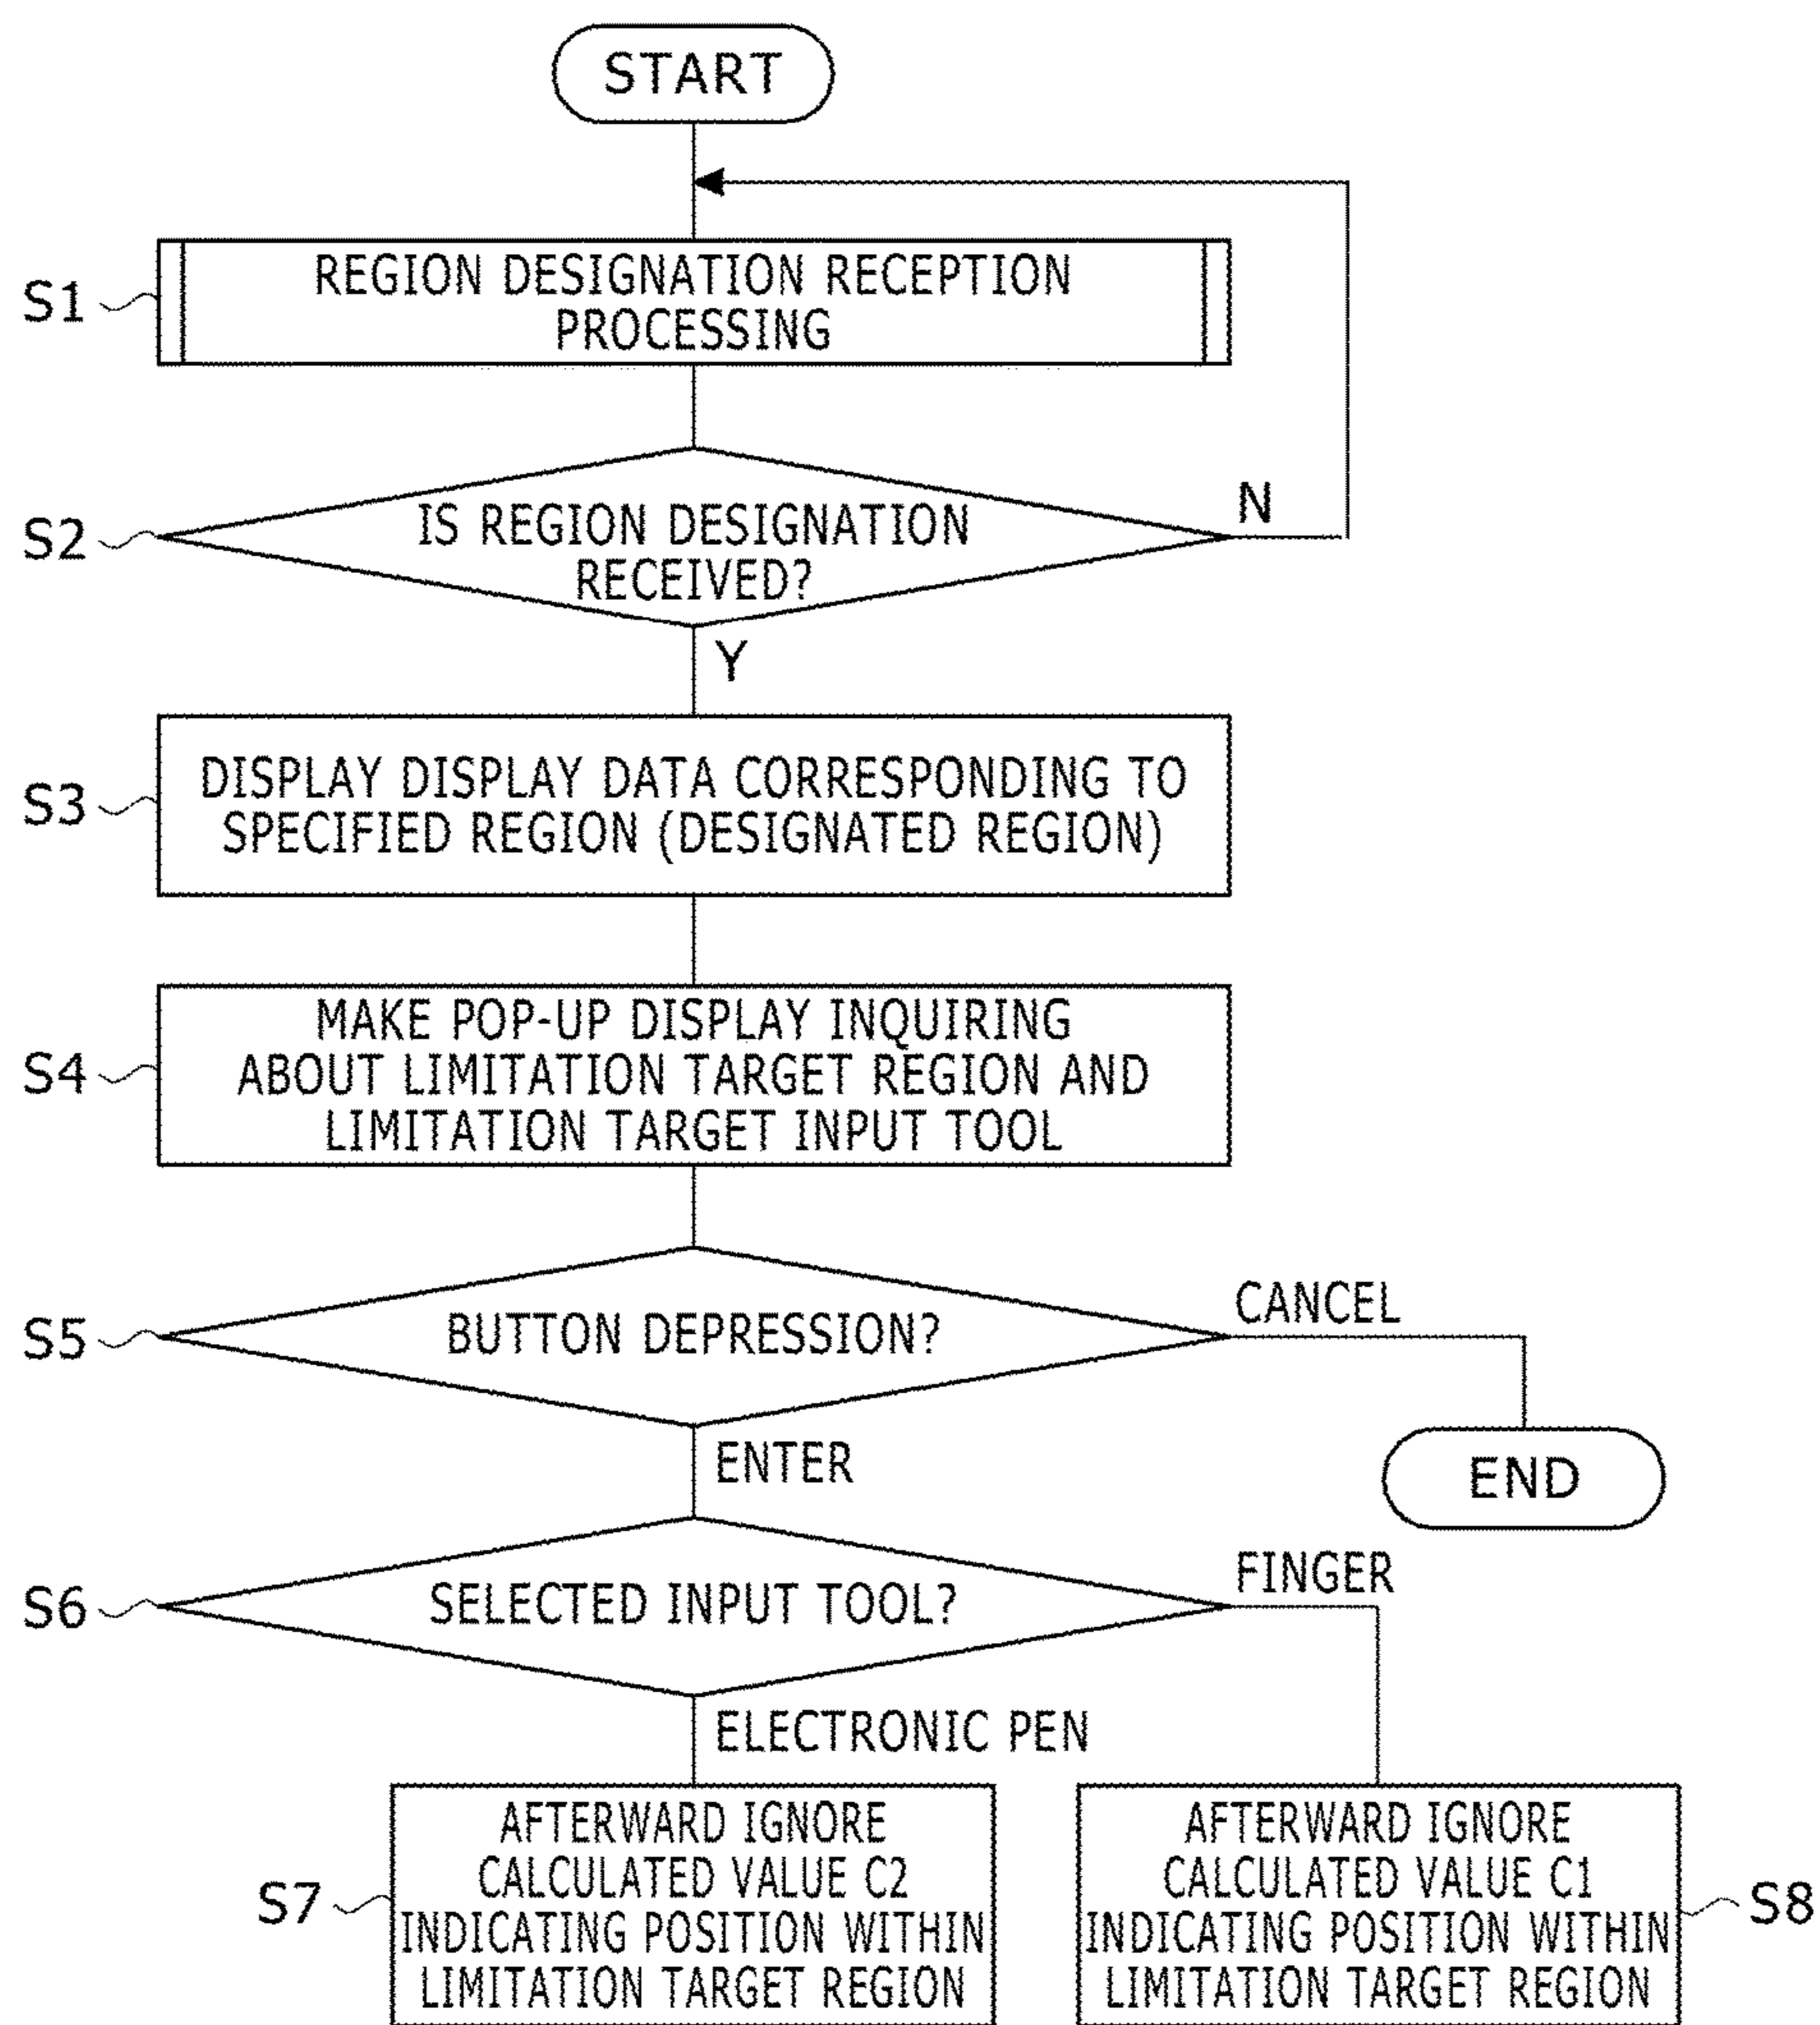 START
S1
REGION DESIGNATION RECEPTION
PROCESSING
S2
IS REGION DESIGNATION
RECEIVED?
N
Y
S3
DISPLAY DISPLAY DATA CORRESPONDING TO
SPECIFIED REGION (DESIGNATED REGION)
S4
MAKE POP-UP DISPLAY INQUIRING
ABOUT LIMITATION TARGET REGION AND
LIMITATION TARGET INPUT TOOL
S5
BUTTON DEPRESSION?
CANCEL
ENTER
END
S6
SELECTED INPUT TOOL?
FINGER
ELECTRONIC PEN
S7
AFTERWARD IGNORE
CALCULATED VALUE C2
INDICATING POSITION WITHIN
LIMITATION TARGET REGION
AFTERWARD IGNORE
CALCULATED VALUE C1
INDICATING POSITION WITHIN
LIMITATION TARGET REGION
S8